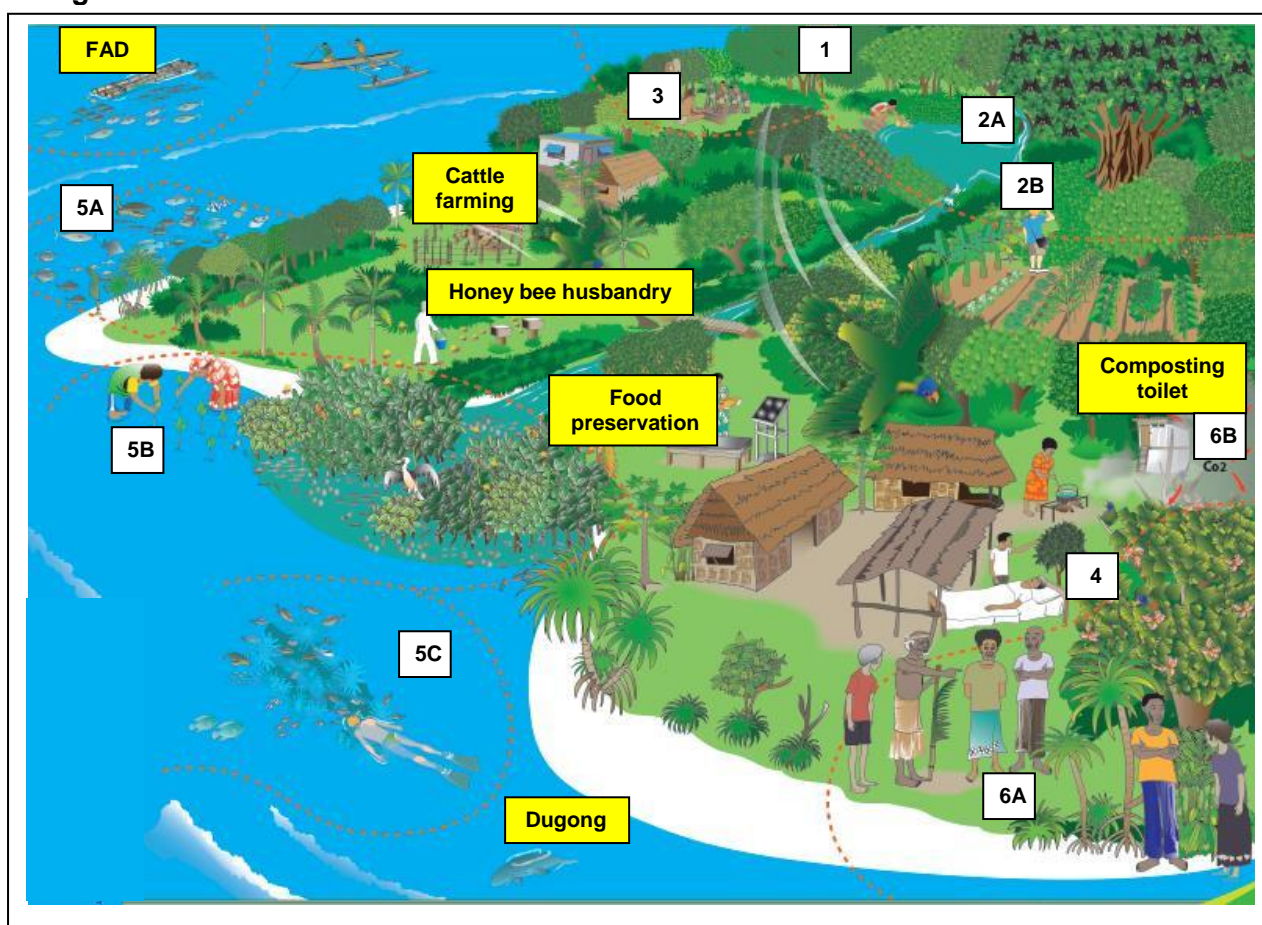 FAD
1
3
2A
Cattle
farming
2B
5A
Honey bee husbandry
Composting
toilet
Food
preservation
6B
5B
Co2
4
5C
6A
Dugong